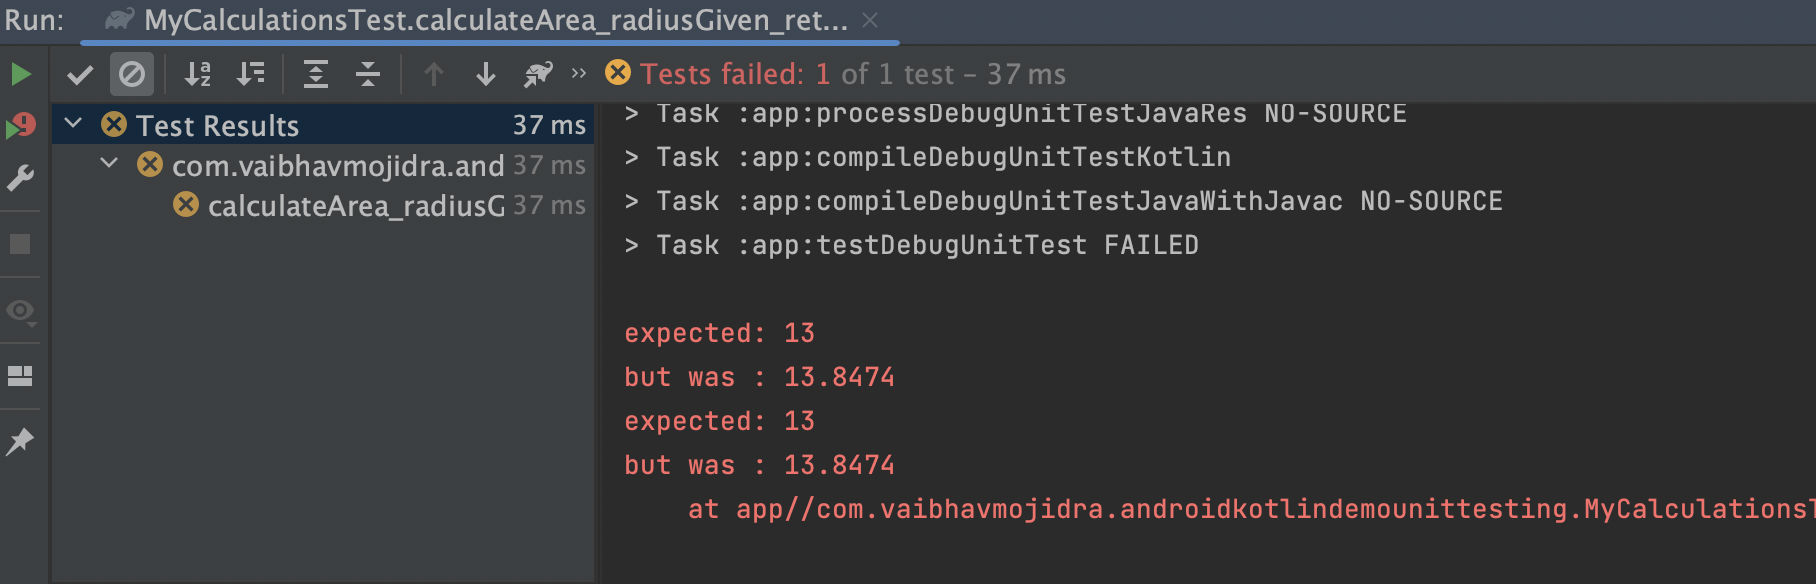 Run: MyCalculationsTest.calculateArea_radiusGiven_ret...
Tests failed: 1 of 1 test – 37 ms
Test Results 37 ms
com.vaibhavmojidra.and 37 ms
calculateArea_radiusG 37 ms
> Task :app:processDebugUnitTestJavaRes NO-SOURCE
> Task :app:compileDebugUnitTestKotlin
> Task :app:compileDebugUnitTestJavaWithJavac NO-SOURCE
> Task :app:testDebugUnitTest FAILED
expected: 13
but was : 13.8474
expected: 13
but was : 13.8474
at app//com.vaibhavmojidra.androidkotlindemounittesting.MyCalculationsT